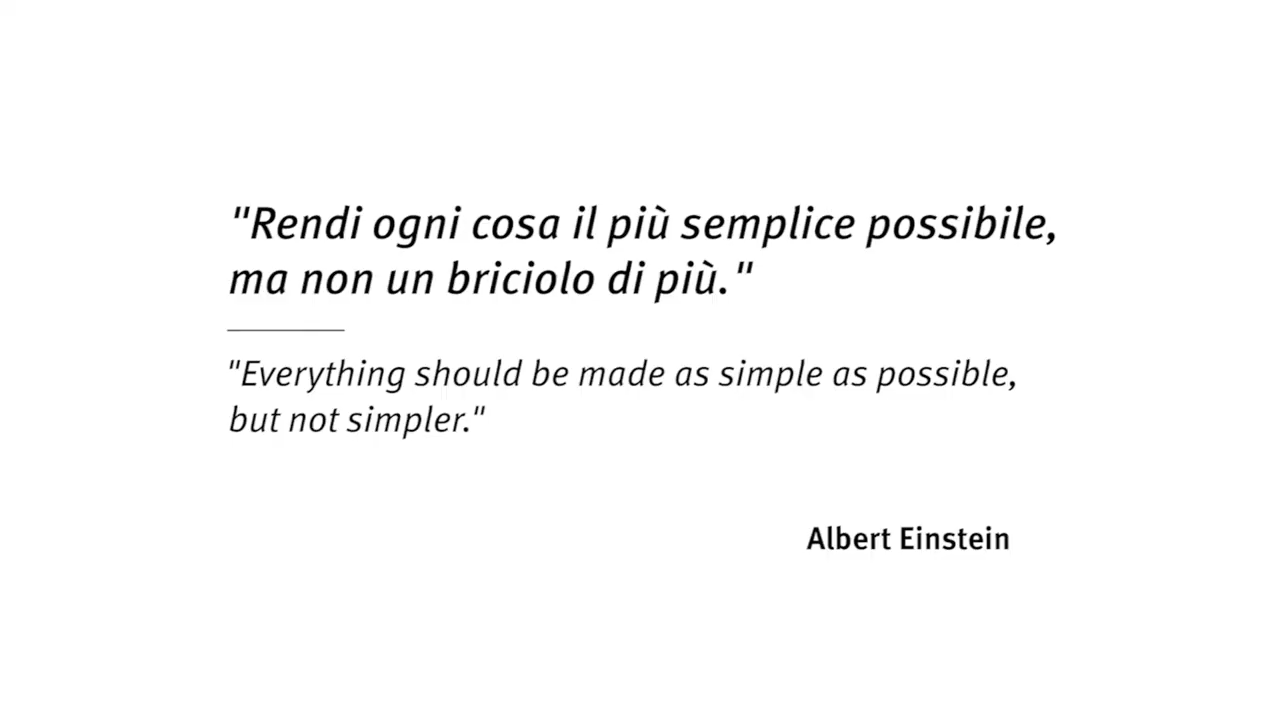 "Rendi ogni cosa il più semplice possibile,
ma non un briciolo di più."
"Everything should be made as simple as possible,
but not simpler."
Albert Einstein